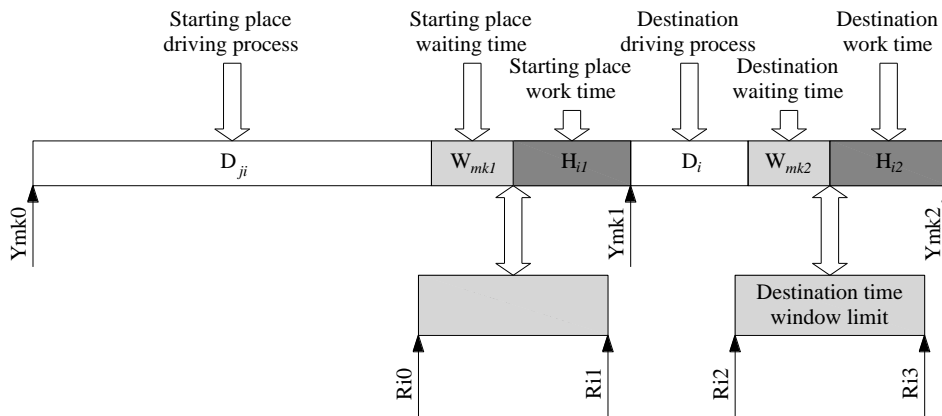 Starting place
driving process
Starting place
waiting time
Destination
driving process
Destination
work time
Starting place
work time
Destination
waiting time
D ji
W mk1
H i1
D i
W mk2
H i2
Ymk0
Ymk1
Ymk2
Destination time
window limit
Ri0
Ri1
Ri2
Ri3